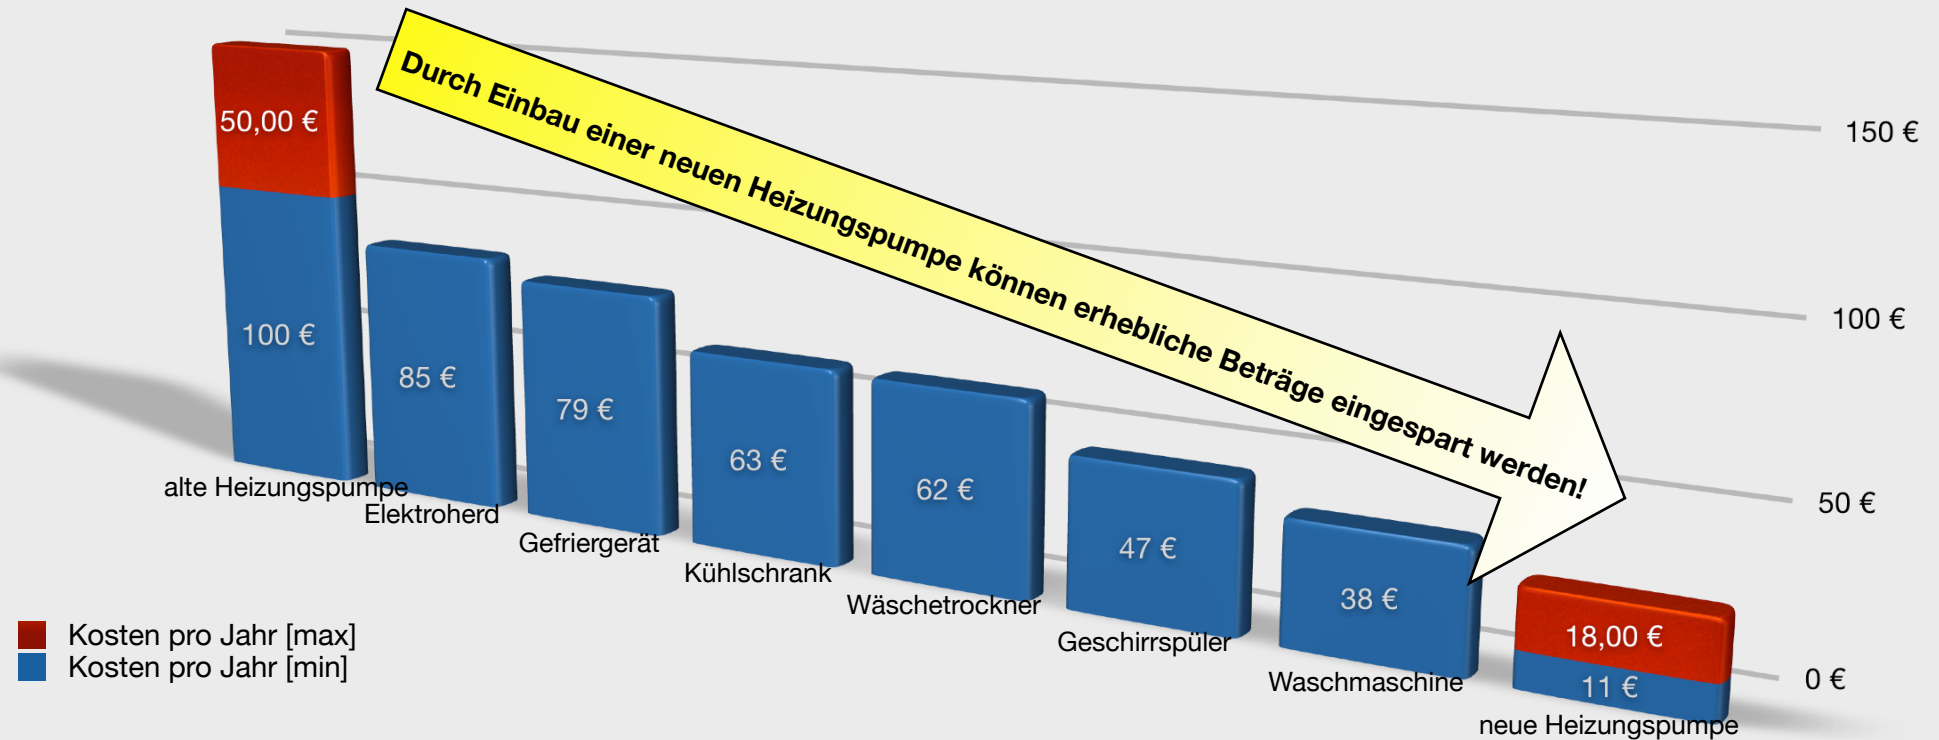 Durch Einbau einer neuen Heizungspumpe können erhebliche Beträge eingespart werden!
150 €
100 €
50 €
0 €
50,00 €
100 €
85 €
79 €
63 €
62 €
47 €
38 €
18,00 €
11 €
alte Heizungspumpe
Elektroherd
Gefriergerät
Kühlschrank
Wäschetrockner
Geschirrspüler
Waschmaschine
neue Heizungspumpe
Kosten pro Jahr [max]
Kosten pro Jahr [min]